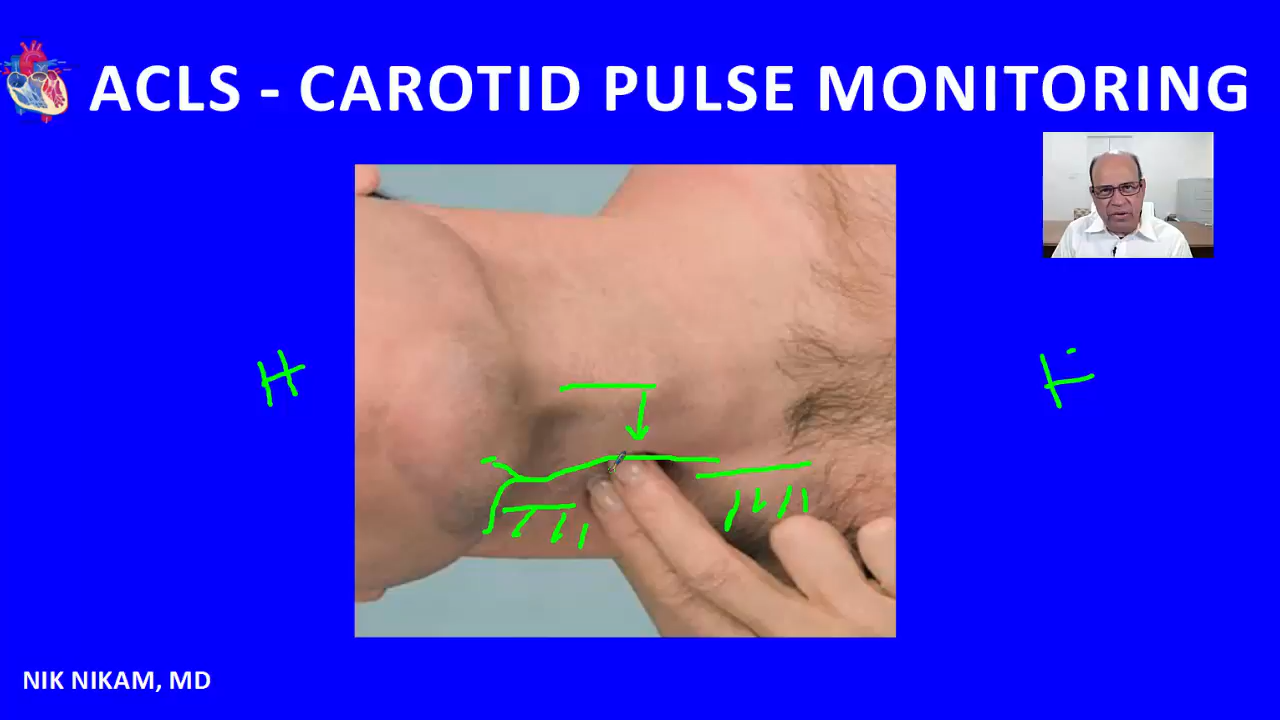 ACLS - CAROTID PULSE MONITORING
H
F
NIK NIKAM, MD